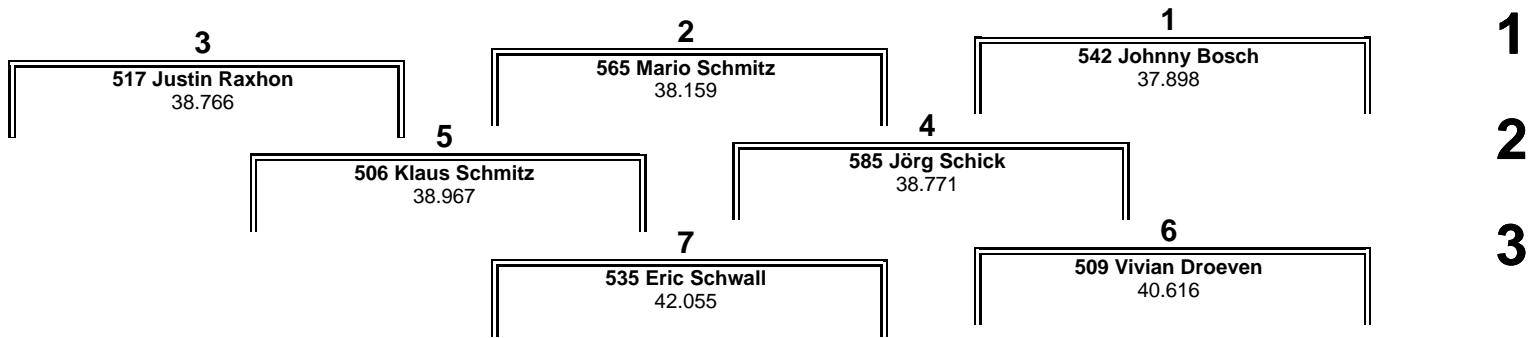 1
1
542 Johnny Bosch
37.898
2
565 Mario Schmitz
38.159
3
517 Justin Raxhon
38.766
2
4
585 Jörg Schick
38.771
5
506 Klaus Schmitz
38.967
3
6
509 Vivian Droeven
40.616
7
535 Eric Schwall
42.055